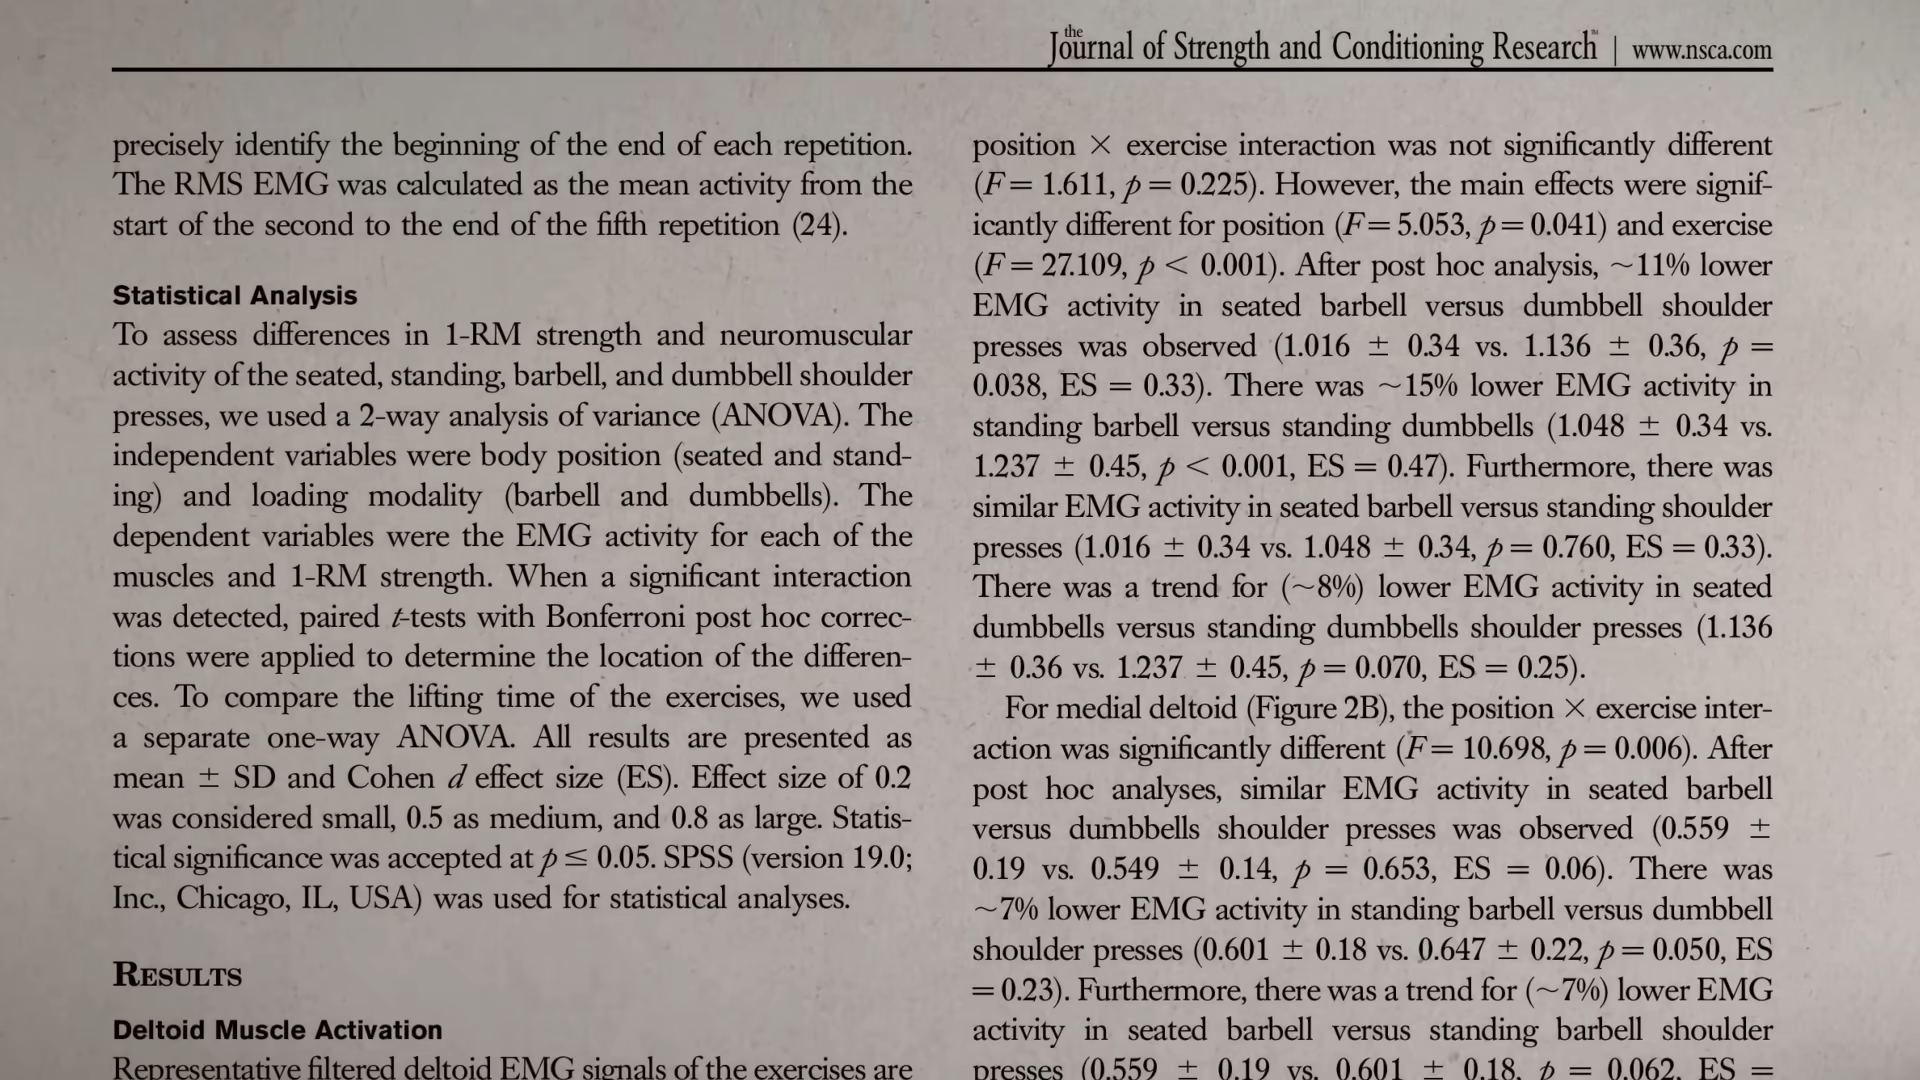 the
Journal of Strength and Conditioning Research™ | www.nsca.com
precisely identify the beginning of the end of each repetition.
The RMS EMG was calculated as the mean activity from the
start of the second to the end of the fifth repetition (24).
Statistical Analysis
To assess differences in 1-RM strength and neuromuscular
activity of the seated, standing, barbell, and dumbbell shoulder
presses, we used a 2-way analysis of variance (ANOVA). The
independent variables were body position (seated and stand-
ing) and loading modality (barbell and dumbbells). The
dependent variables were the EMG activity for each of the
muscles and 1-RM strength. When a significant interaction
was detected, paired t-tests with Bonferroni post hoc correc-
tions were applied to determine the location of the differen-
ces. To compare the lifting time of the exercises, we used
a separate one-way ANOVA. All results are presented as
mean ± SD and Cohen d effect size (ES). Effect size of 0.2
was considered small, 0.5 as medium, and 0.8 as large. Statis-
tical significance was accepted at p ≤ 0.05. SPSS (version 19.0;
Inc., Chicago, IL, USA) was used for statistical analyses.
RESULTS
Deltoid Muscle Activation
Representative filtered deltoid EMG signals of the exercises are
position × exercise interaction was not significantly different
(F = 1.611, p = 0.225). However, the main effects were signif-
icantly different for position (F = 5.053, p = 0.041) and exercise
(F = 27.109, p < 0.001). After post hoc analysis, ~11% lower
EMG activity in seated barbell versus dumbbell shoulder
presses was observed (1.016 ± 0.34 vs. 1.136 ± 0.36, p =
0.038, ES = 0.33). There was ~15% lower EMG activity in
standing barbell versus standing dumbbells (1.048 ± 0.34 vs.
1.237 ± 0.45, p < 0.001, ES = 0.47). Furthermore, there was
similar EMG activity in seated barbell versus standing shoulder
presses (1.016 ± 0.34 vs. 1.048 ± 0.34, p = 0.760, ES = 0.33).
There was a trend for (~8%) lower EMG activity in seated
dumbbells versus standing dumbbells shoulder presses (1.136
± 0.36 vs. 1.237 ± 0.45, p = 0.070, ES = 0.25).
For medial deltoid (Figure 2B), the position × exercise inter-
action was significantly different (F = 10.698, p = 0.006). After
post hoc analyses, similar EMG activity in seated barbell
versus dumbbells shoulder presses was observed (0.559 ±
0.19 vs. 0.549 ± 0.14, p = 0.653, ES = 0.06). There was
~7% lower EMG activity in standing barbell versus dumbbell
shoulder presses (0.601 ± 0.18 vs. 0.647 ± 0.22, p = 0.050, ES
= 0.23). Furthermore, there was a trend for (~7%) lower EMG
activity in seated barbell versus standing barbell shoulder
presses (0.559 ± 0.19 vs. 0.601 ± 0.18, p = 0.062, ES =